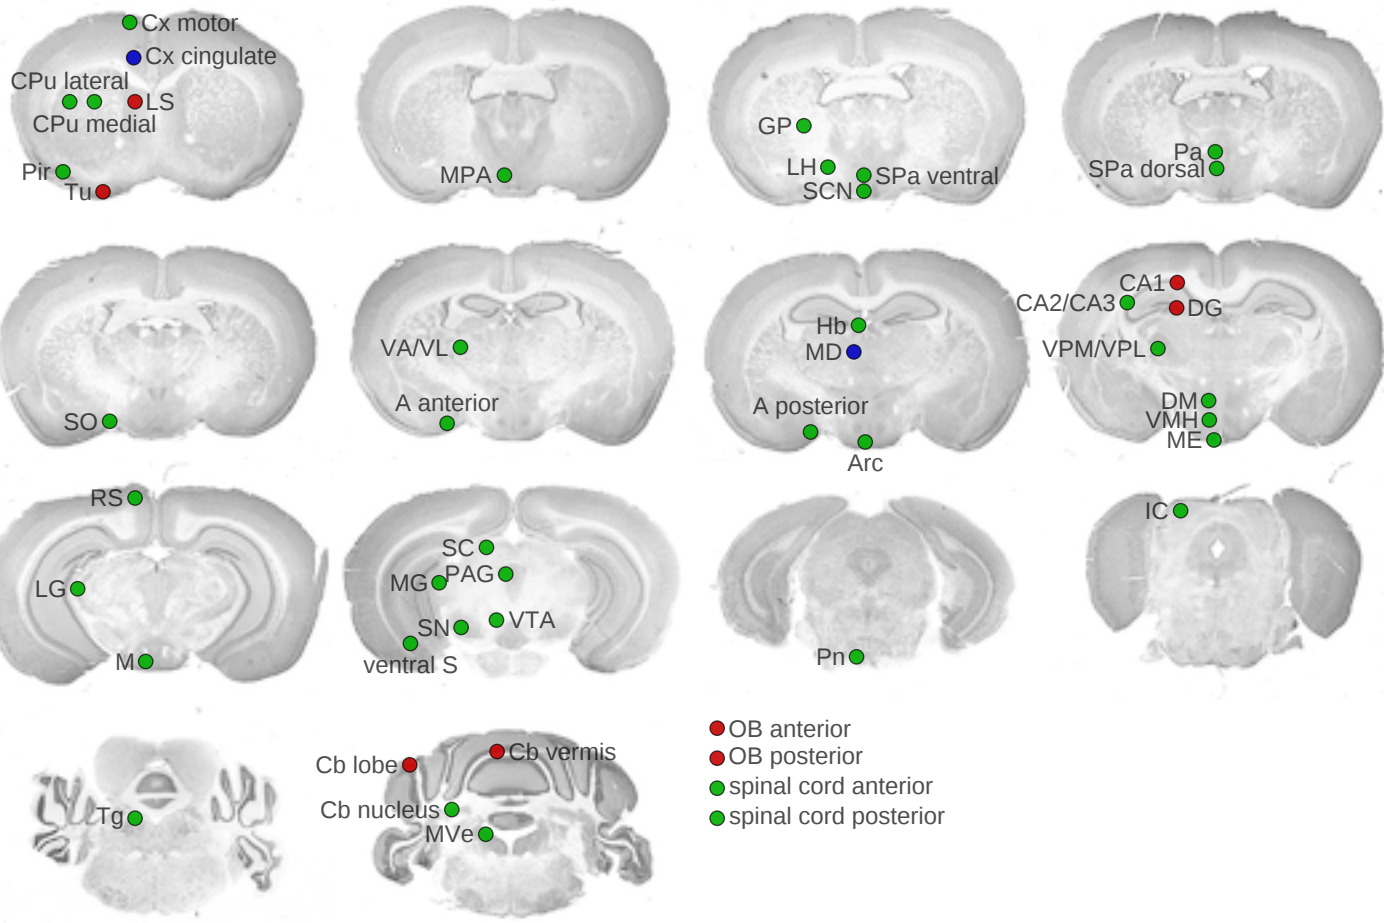 Cx motor
Cx cingulate
CPu lateral
LS
CPu medial
Pir
Tu
MPA
GP
LH
SPa ventral
SCN
Pa
SPa dorsal
SO
VA/VL
A anterior
Hb
MD
A posterior
Arc
CA1
CA2/CA3
DG
VPM/VPL
DM
VMH
ME
RS
LG
M
SC
MG
PAG
SN
VTA
ventral S
Pn
IC
Tg
Cb lobe
Cb vermis
Cb nucleus
MVe
OB anterior
OB posterior
spinal cord anterior
spinal cord posterior